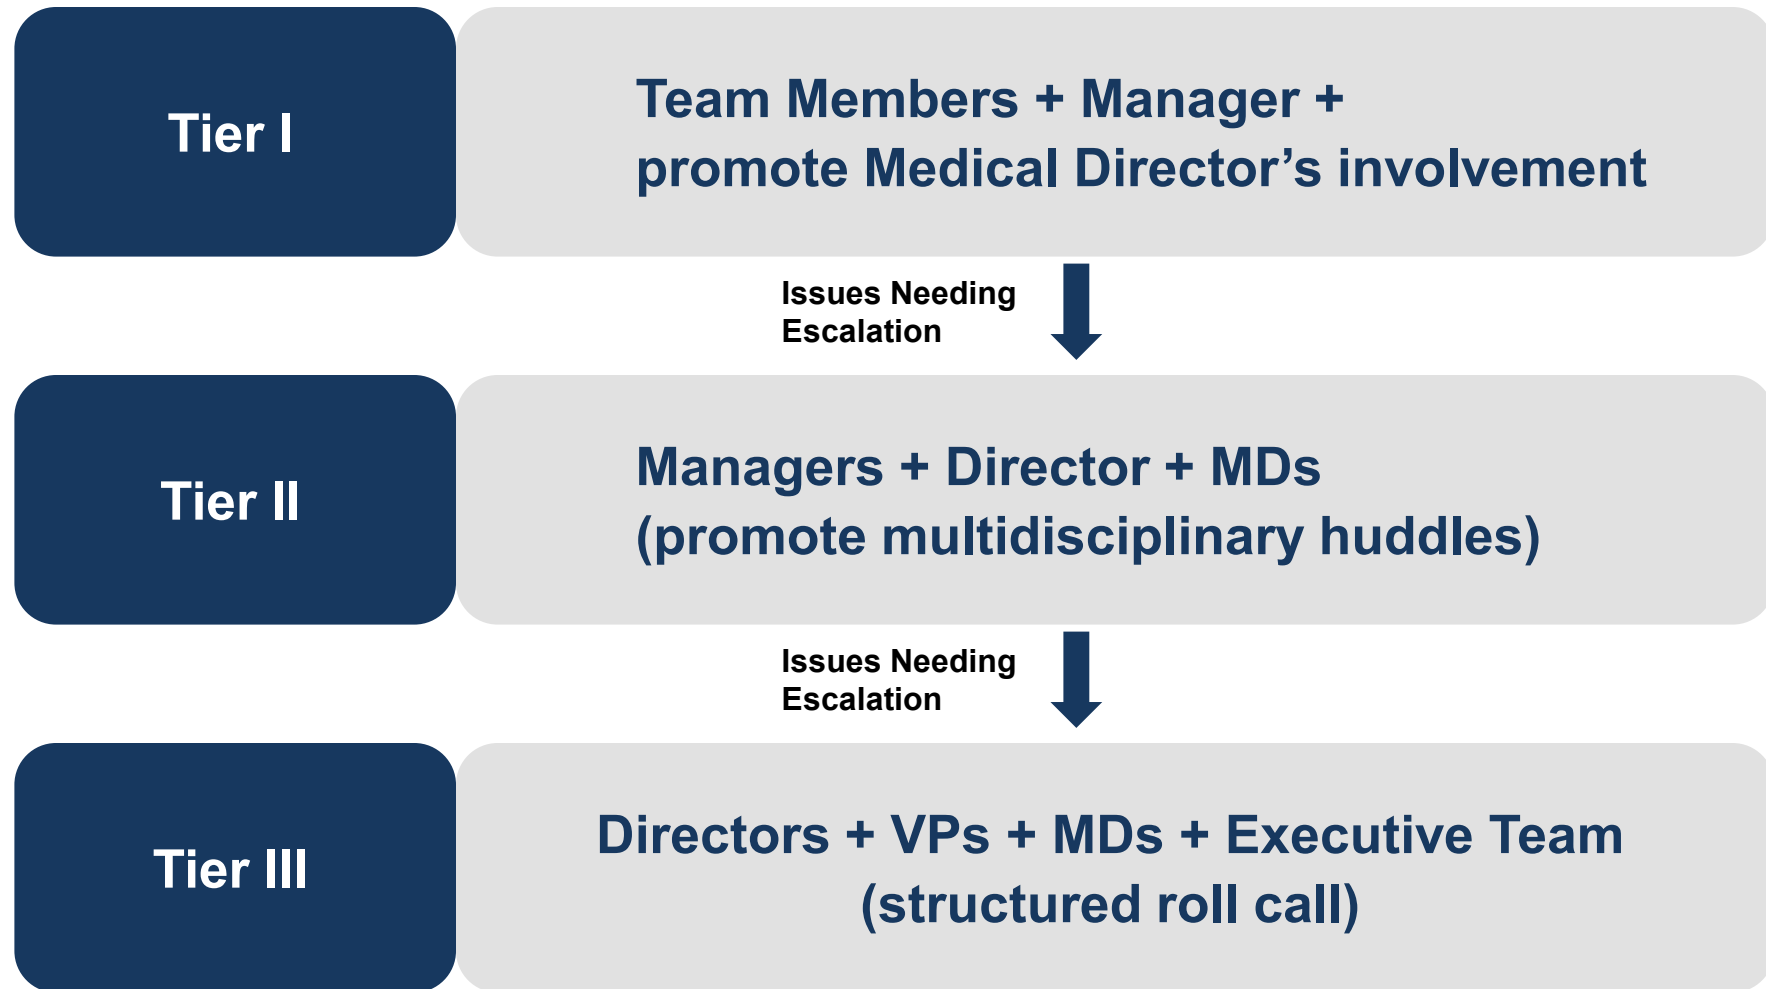 Tier I
Team Members + Manager +
promote Medical Director’s involvement
Issues Needing
Escalation
Tier II
Managers + Director + MDs
(promote multidisciplinary huddles)
Issues Needing
Escalation
Tier III
Directors + VPs + MDs + Executive Team
(structured roll call)